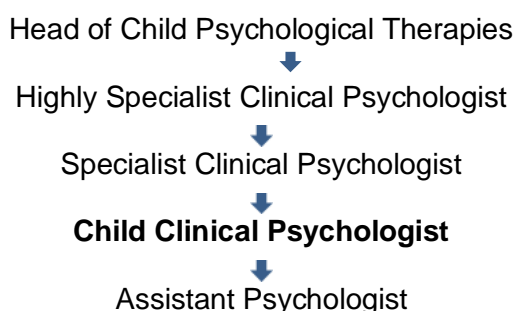 Head of Child Psychological Therapies
Highly Specialist Clinical Psychologist
Specialist Clinical Psychologist
Child Clinical Psychologist
Assistant Psychologist